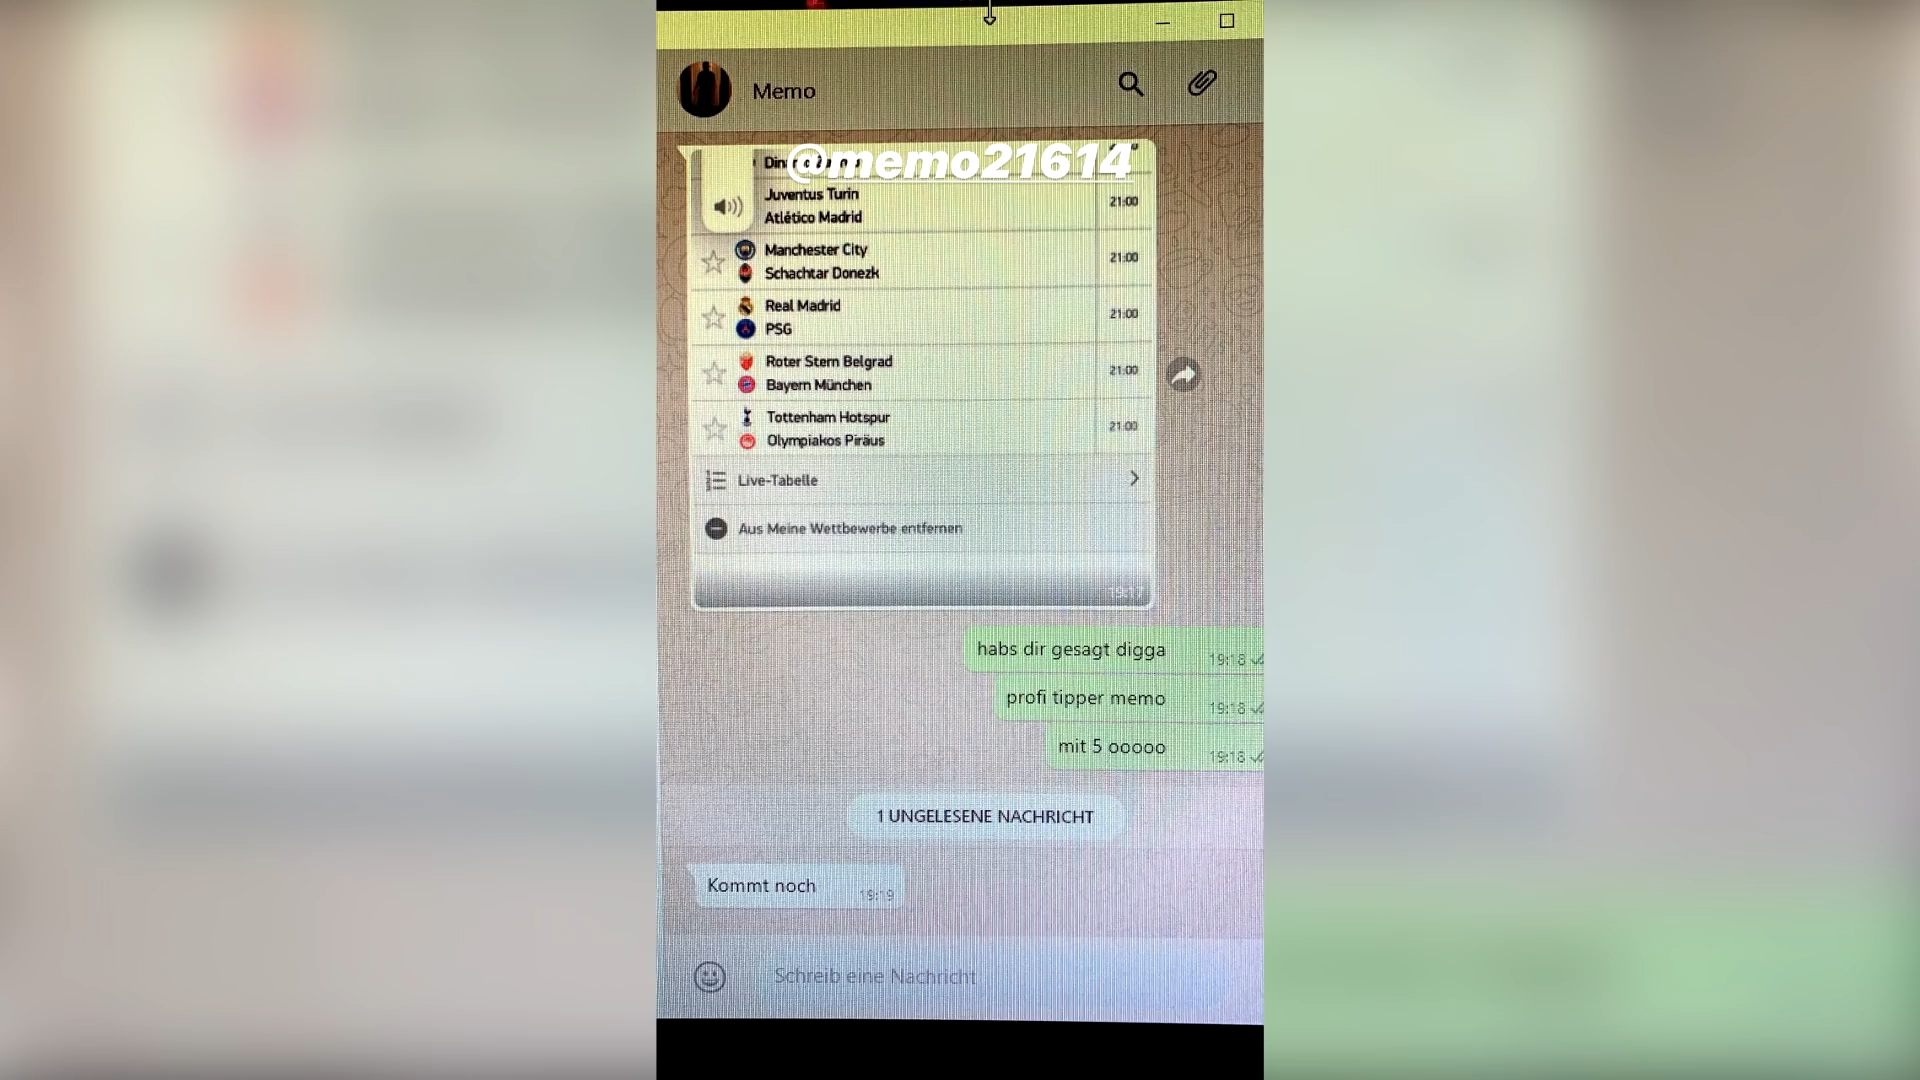 Memo
@memo21614
Juventus Turin
Atlético Madrid
21:00
Manchester City
Schachtar Donezk
21:00
Real Madrid
PSG
21:00
Roter Stern Belgrad
Bayern München
21:00
Tottenham Hotspur
Olympiakos Piräus
21:00
Live-Tabelle
Aus Meine Wettbewerbe entfernen
19:17
habs dir gesagt digga
19:18
profi tipper memo
19:18
mit 5 ooooo
19:18
1 UNGELESENE NACHRICHT
Kommt noch
19:19
Schreib eine Nachricht